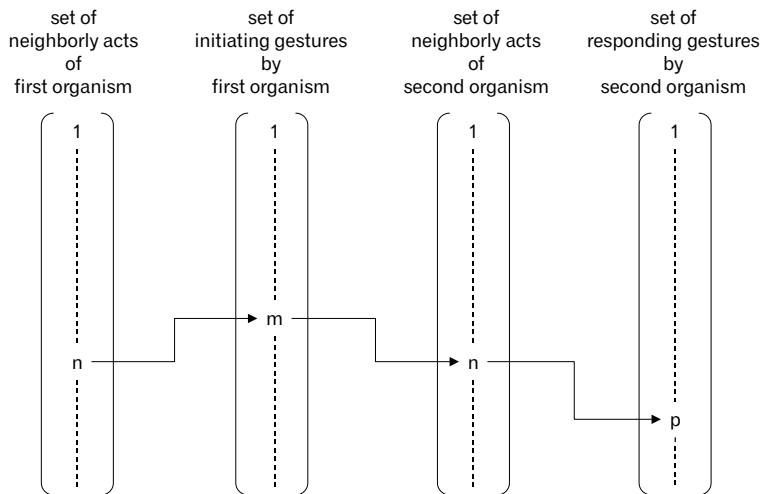 set of
neighborly acts
of
first organism
set of
initiating gestures
by
first organism
set of
neighborly acts
of
second organism
set of
responding gestures
by
second organism
1
1
1
1
m
n
n
p